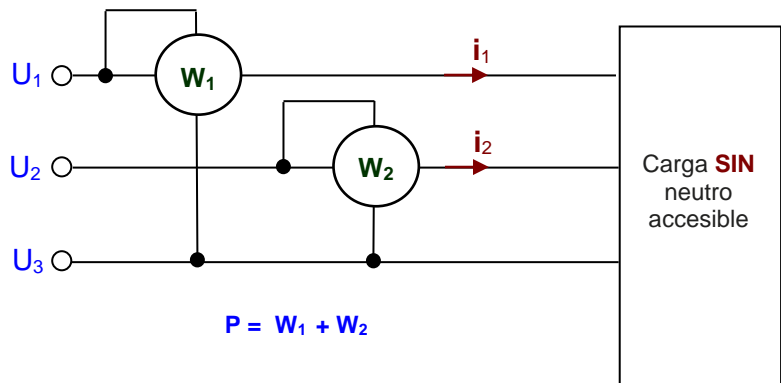 U₁
W₁
i₁
U₂
W₂
i₂
Carga SIN
neutro
accesible
U₃
P = W₁ + W₂